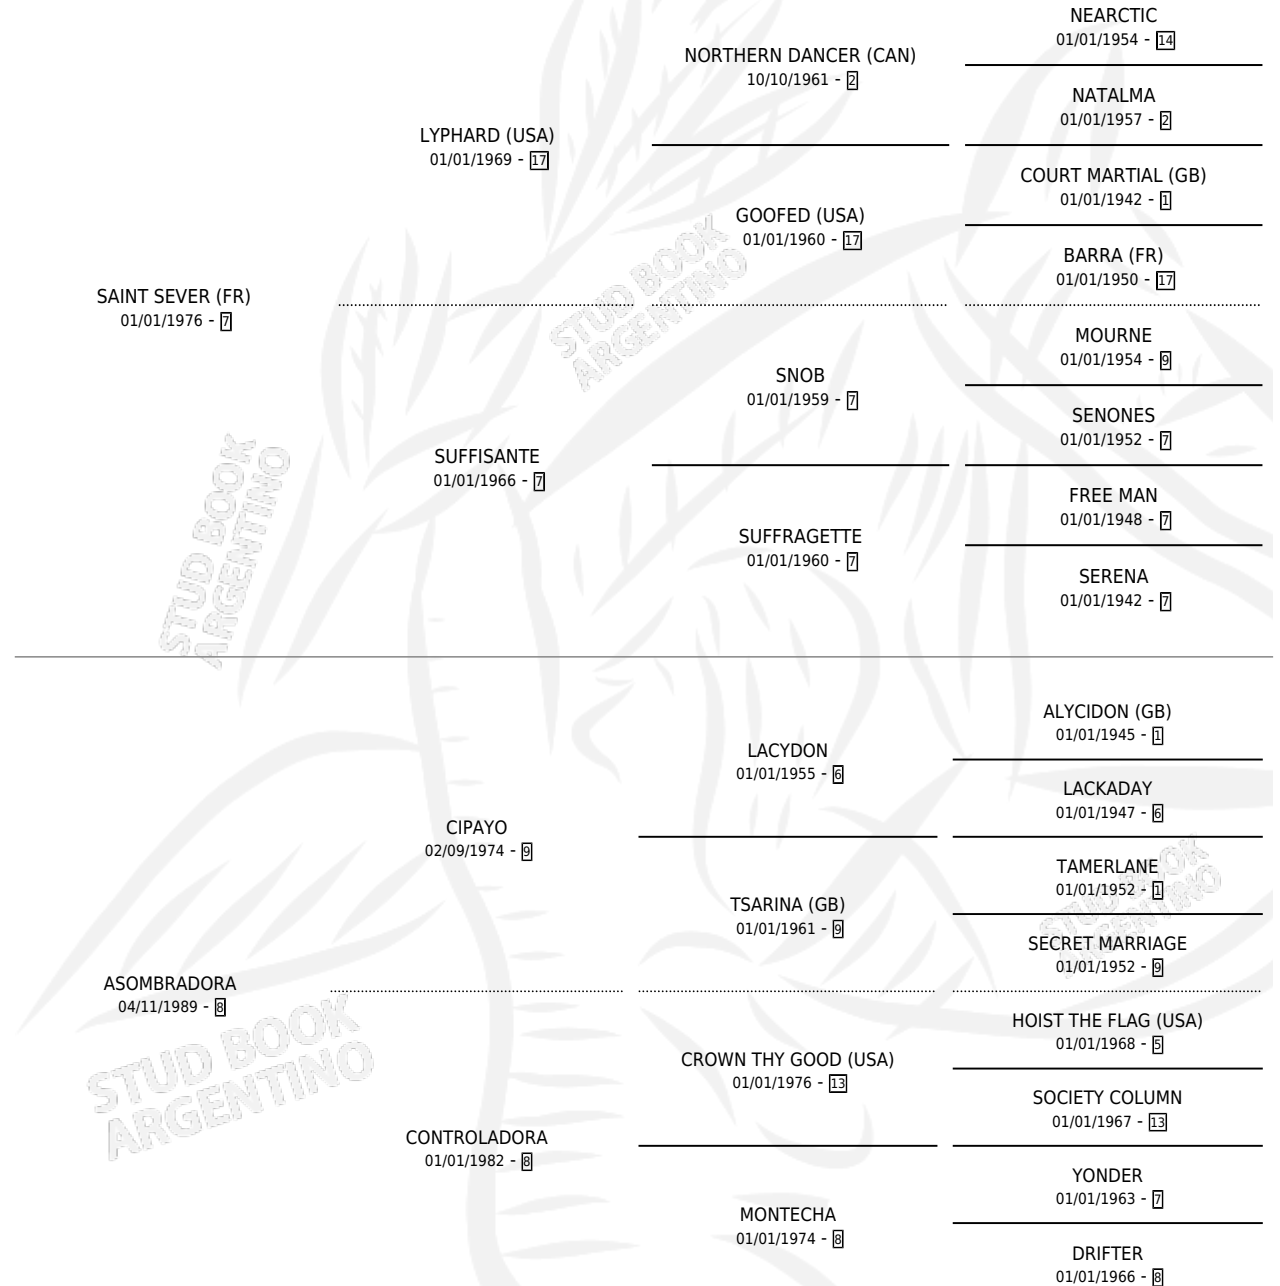 NEARCTIC
01/01/1954 - 14
NORTHERN DANCER (CAN)
10/10/1961 - 2
NATALMA
01/01/1957 - 2
LYPHARD (USA)
01/01/1969 - 17
COURT MARTIAL (GB)
01/01/1942 - 1
GOOFED (USA)
01/01/1960 - 17
BARRA (FR)
01/01/1950 - 17
SAINT SEVER (FR)
01/01/1976 - 7
MOURNE
01/01/1954 - 9
SNOB
01/01/1959 - 7
SENONES
01/01/1952 - 7
SUFFISANTE
01/01/1966 - 7
FREE MAN
01/01/1948 - 7
SUFFRAGETTE
01/01/1960 - 7
SERENA
01/01/1942 - 7
ALYCIDON (GB)
01/01/1945 - 1
LACYDON
01/01/1955 - 6
LACKADAY
01/01/1947 - 6
CIPAYO
02/09/1974 - 9
TAMERLANE
01/01/1952 - 1
TSARINA (GB)
01/01/1961 - 9
SECRET MARRIAGE
01/01/1952 - 9
ASOMBRADORA
04/11/1989 - 8
HOIST THE FLAG (USA)
01/01/1968 - 5
CROWN THY GOOD (USA)
01/01/1976 - 13
SOCIETY COLUMN
01/01/1967 - 13
CONTROLADORA
01/01/1982 - 8
YONDER
01/01/1963 - 7
MONTECHA
01/01/1974 - 8
DRIFTER
01/01/1966 - 8
STUD BOOK
ARGENTINO
STUD BOOK
ARGENTINO
STUD BOOK
ARGENTINO
STUD BOOK
ARGENTINO